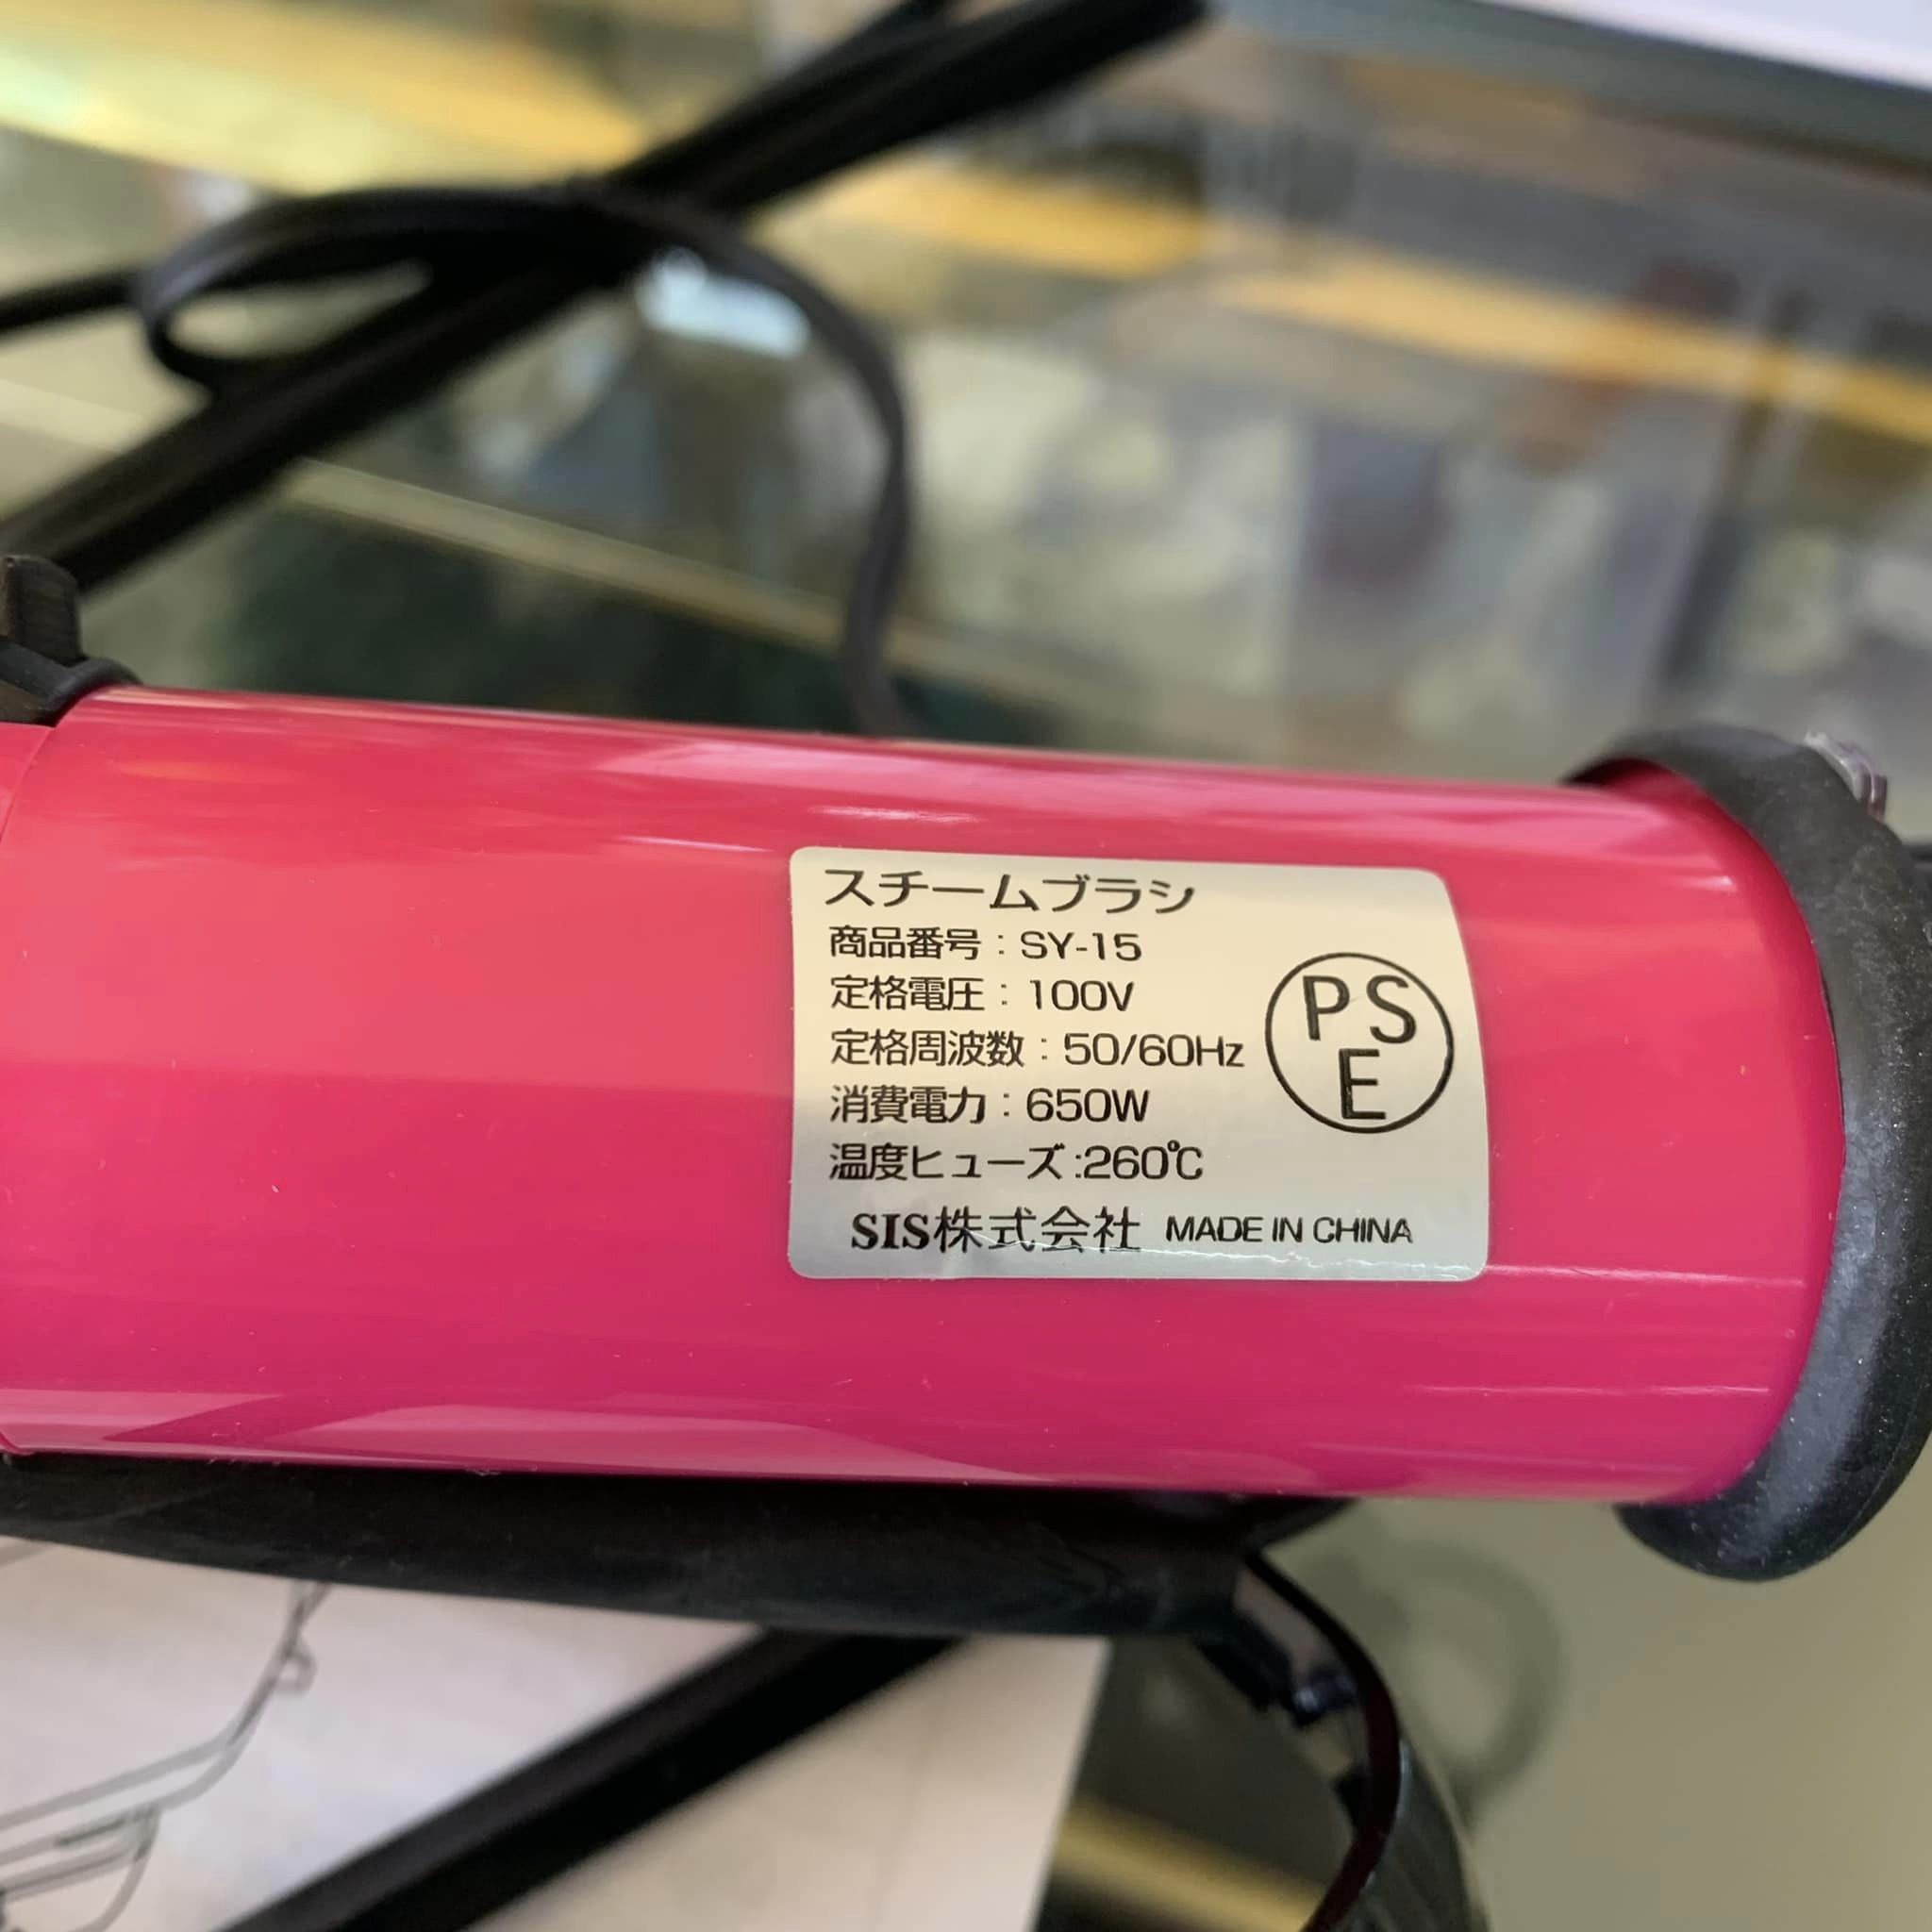 スチームブラシ
商品番号：SY-15
定格電圧：100V
定格周波数：50/60Hz
消費電力：650W
温度ヒューズ:260℃
SIS株式会社 MADE IN CHINA
PS
E